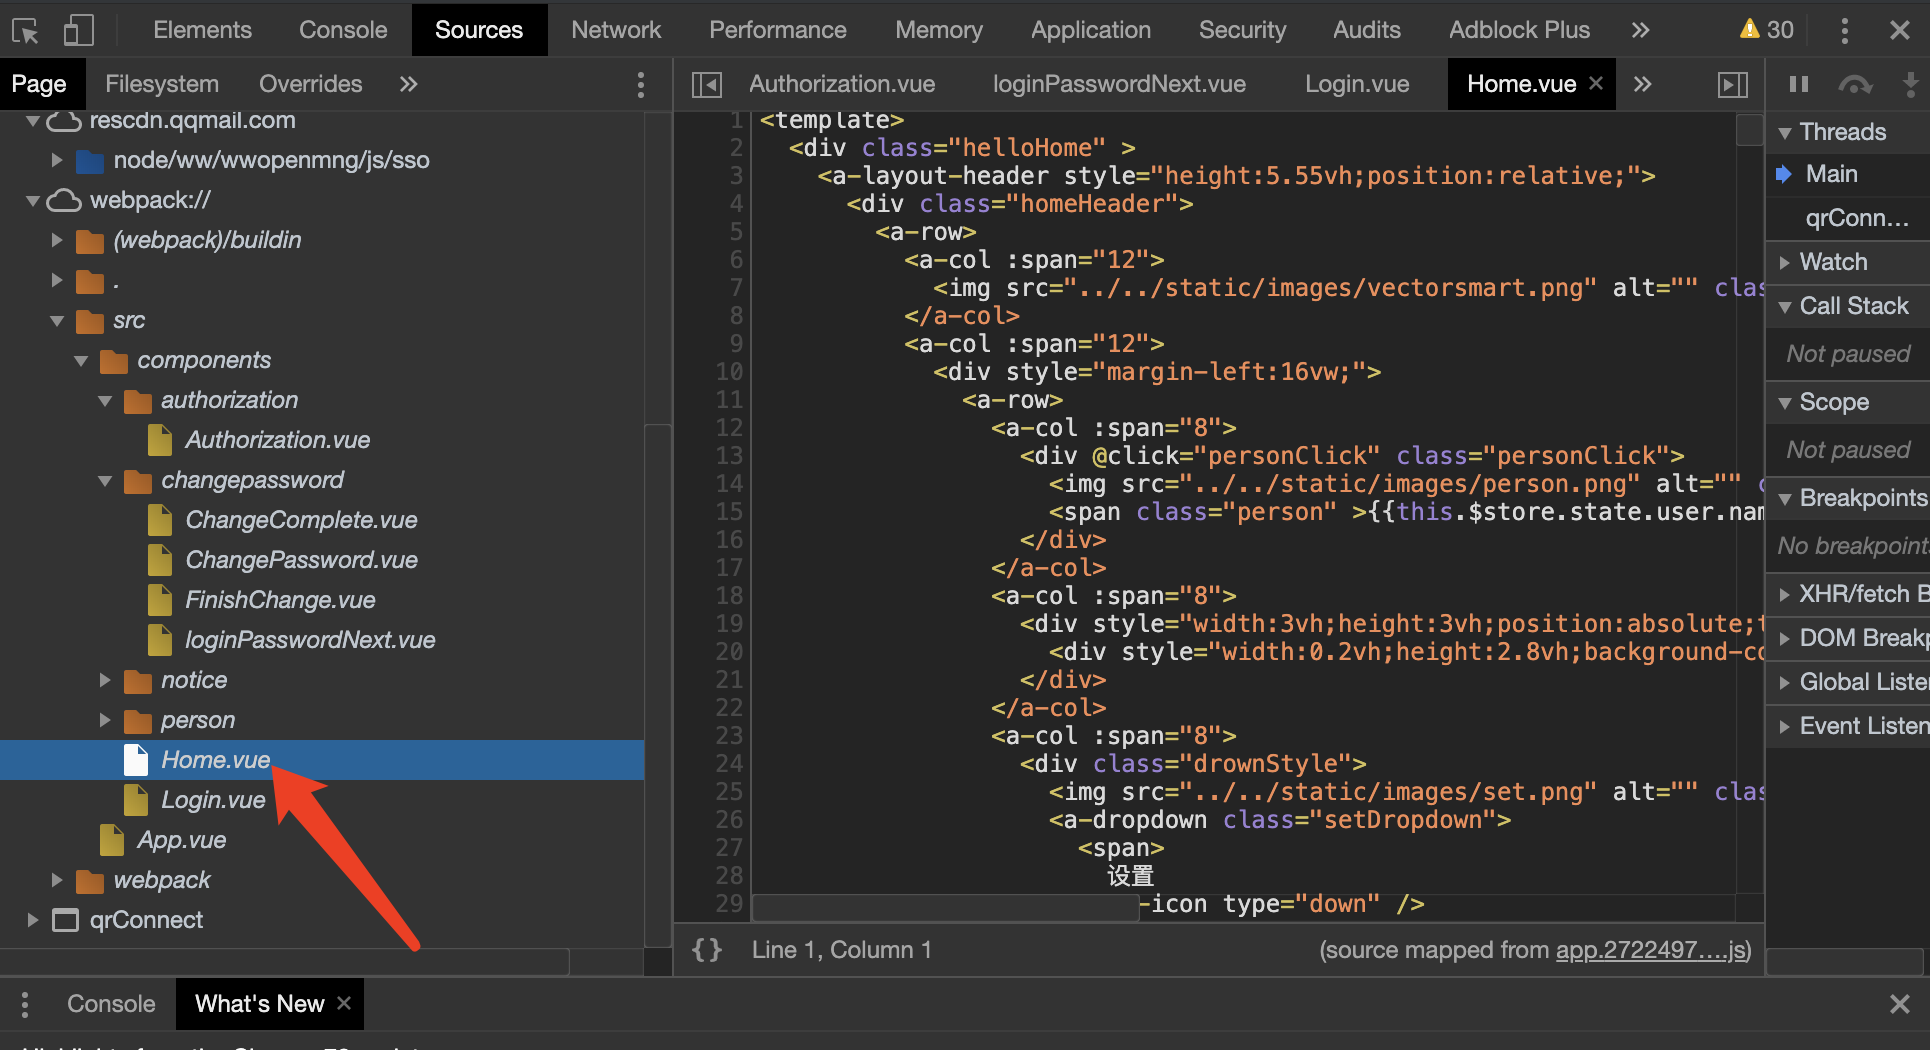 Elements Console Sources Network Performance Memory Application Security Audits Adblock Plus » 30
Page Filesystem Overrides »
Authorization.vue loginPasswordNext.vue Login.vue Home.vue × »
rescdn.qqmail.com
node/ww/wwopenmng/js/sso
webpack://
(webpack)/buildin
.
src
components
authorization
Authorization.vue
changepassword
ChangeComplete.vue
ChangePassword.vue
FinishChange.vue
loginPasswordNext.vue
notice
person
Home.vue
Login.vue
App.vue
webpack
qrConnect
1 <template>
2 <div class="helloHome" >
3 <a-layout-header style="height:5.55vh;position:relative;">
4 <div class="homeHeader">
5 <a-row>
6 <a-col :span="12">
7 <img src="../../static/images/vectorsmart.png" alt="" clas
8 </a-col>
9 <a-col :span="12">
10 <div style="margin-left:16vw;">
11 <a-row>
12 <a-col :span="8">
13 <div @click="personClick" class="personClick">
14 <img src="../../static/images/person.png" alt="" c
15 <span class="person" >{{this.$store.state.user.nam
16 </div>
17 </a-col>
18 <a-col :span="8">
19 <div style="width:3vh;height:3vh;position:absolute;t
20 <div style="width:0.2vh;height:2.8vh;background-co
21 </div>
22 </a-col>
23 <a-col :span="8">
24 <div class="drownStyle">
25 <img src="../../static/images/set.png" alt="" clas
26 <a-dropdown class="setDropdown">
27 <span>
28 设置
29 -icon type="down" />
{} Line 1, Column 1 (source mapped from app.2722497....js)
Threads
Main
qrConn...
Watch
Call Stack
Not paused
Scope
Not paused
Breakpoints
No breakpoints
XHR/fetch B
DOM Breakp
Global Listen
Event Listen
Console What's New ×